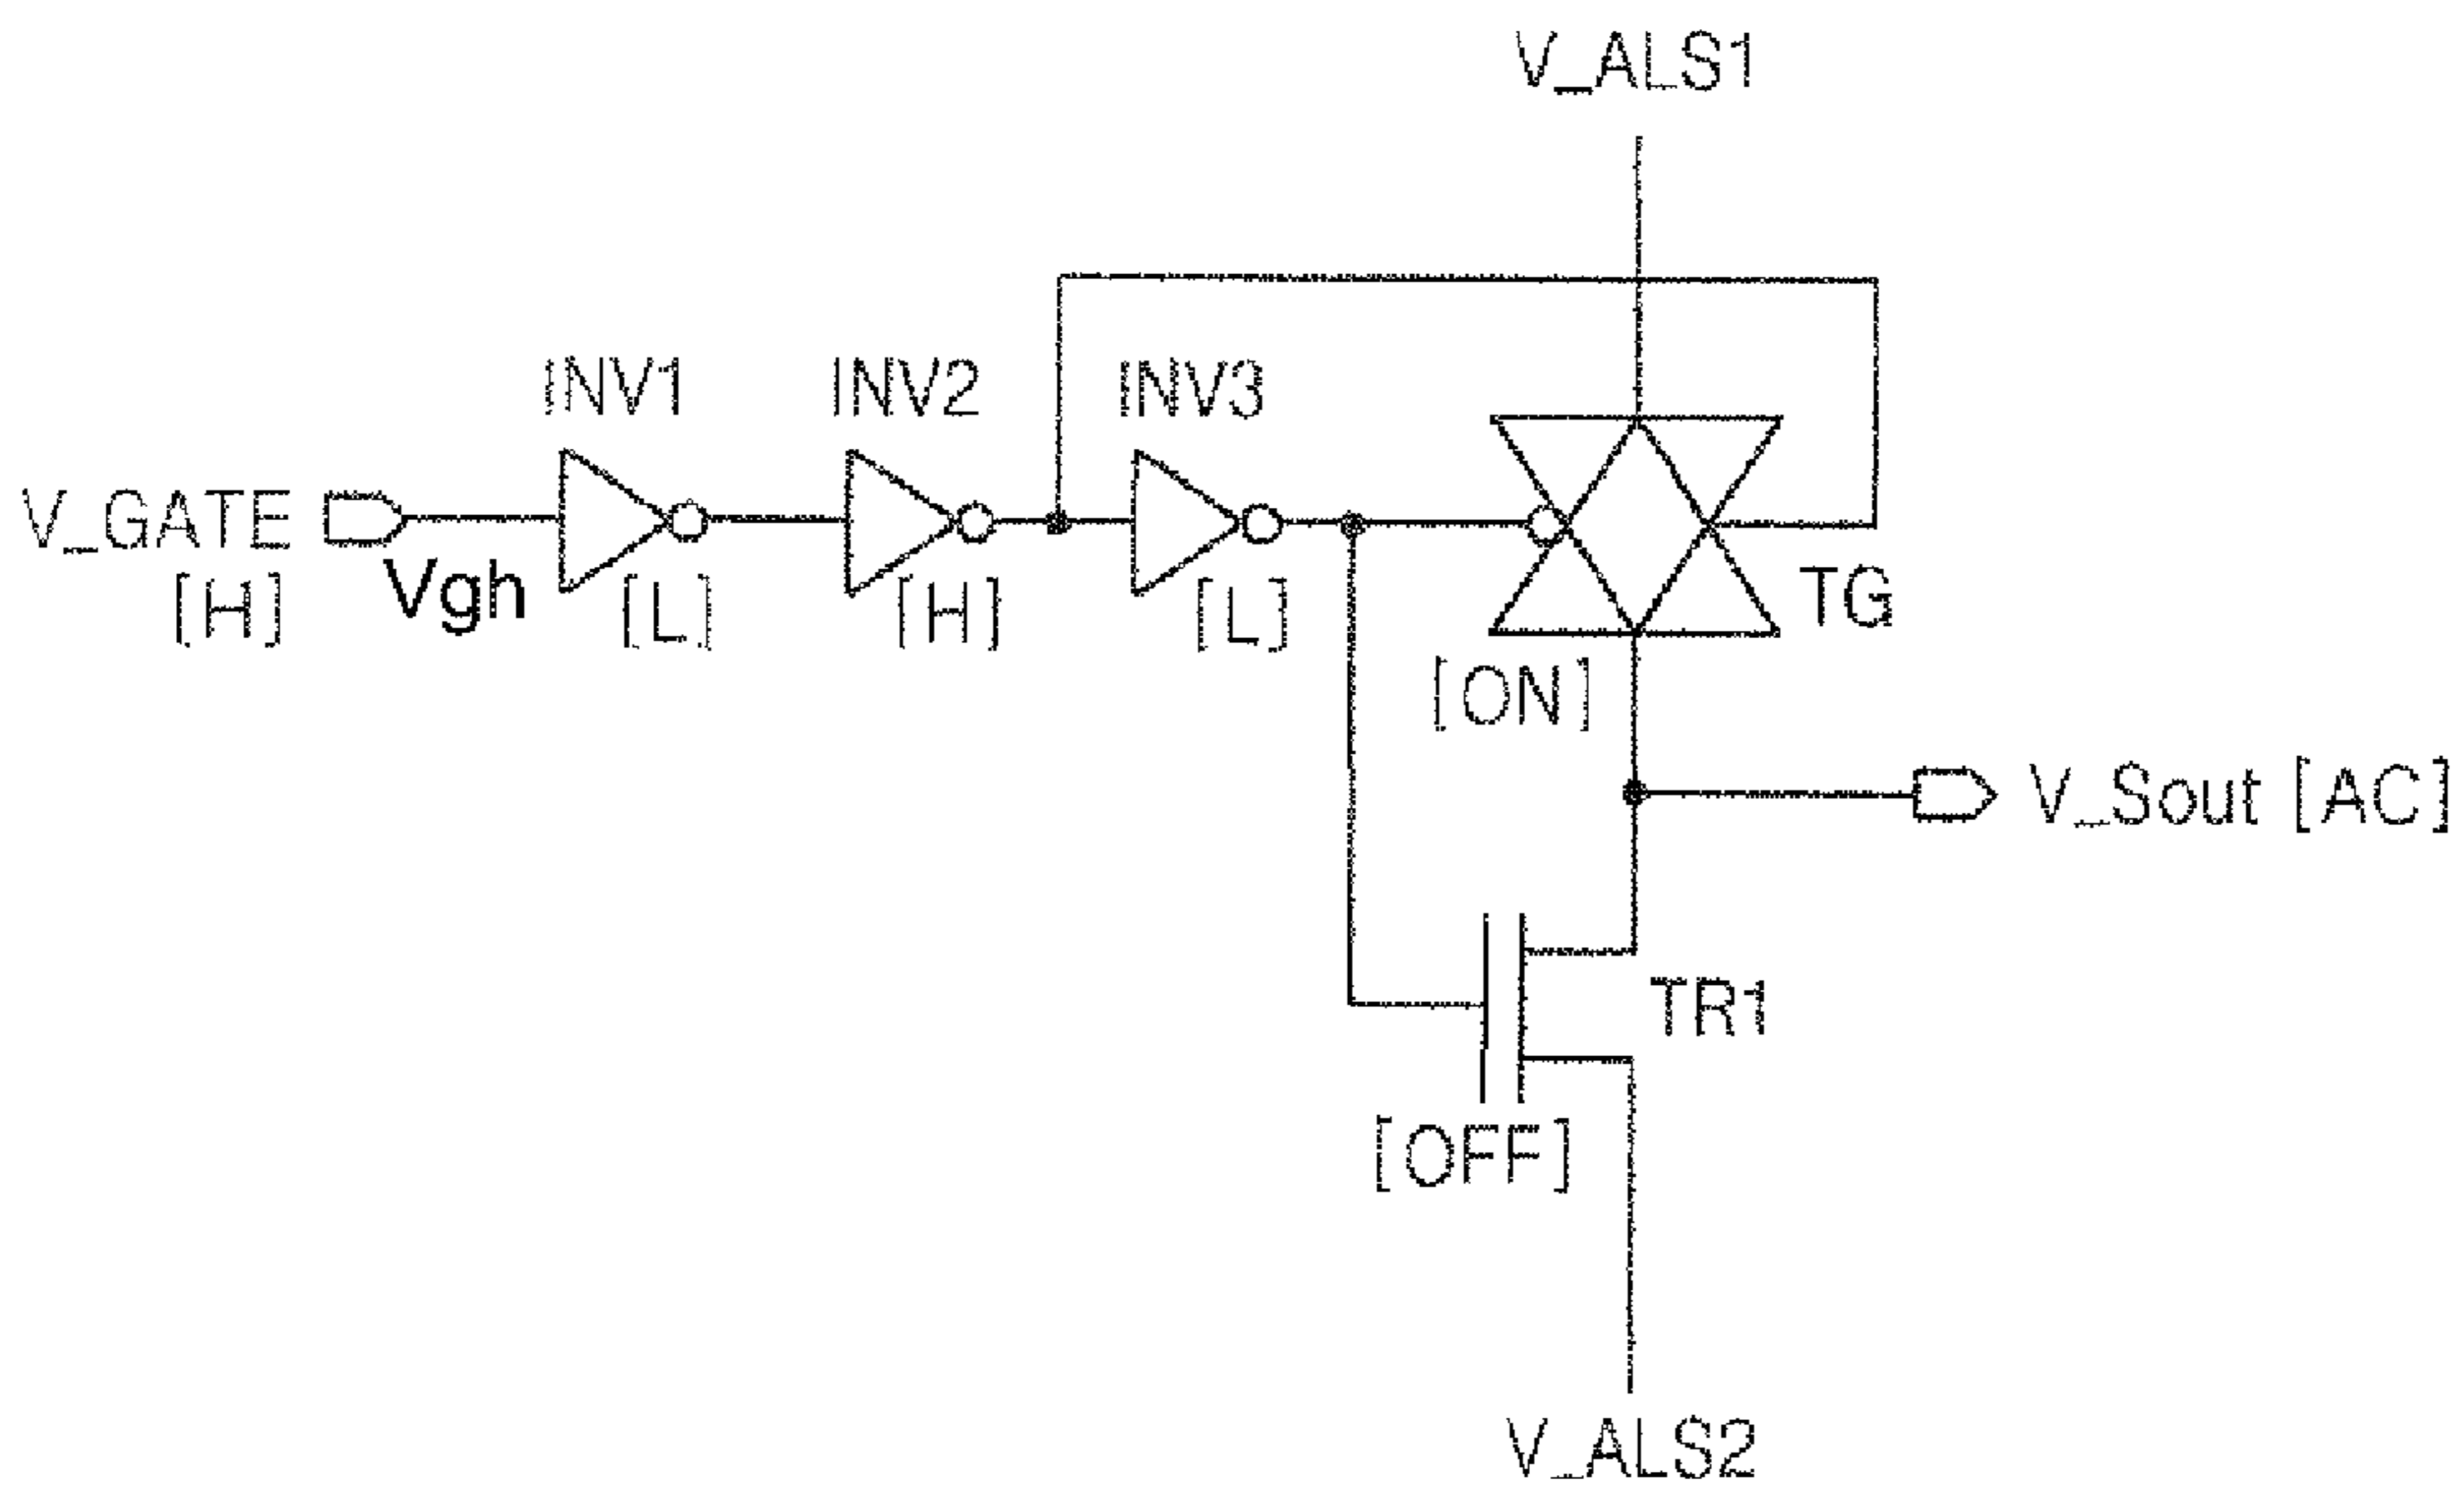 V_ALS1
INV1
INV2
INV3
V_GATE
[H]
Vgh
[L]
[H]
[L]
TG
[ON]
V_Sout [AC]
TR1
[OFF]
V_ALS2